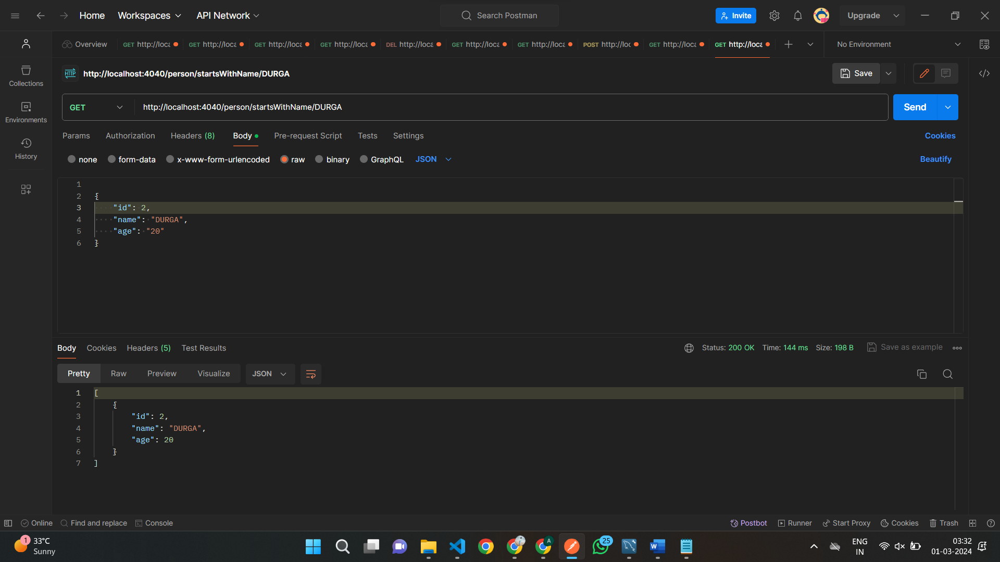 Home Workspaces API Network Search Postman Invite Upgrade
Overview GET http://loca GET http://loca GET http://loca GET http://loca DEL http://loca GET http://loca GET http://loca POST http://loc GET http://loca GET http://loca No Environment
HTTP http://localhost:4040/person/startsWithName/DURGA Save
Collections
GET http://localhost:4040/person/startsWithName/DURGA Send
Environments
Params Authorization Headers (8) Body Pre-request Script Tests Settings Cookies
History
none form-data x-www-form-urlencoded raw binary GraphQL JSON Beautify
1
2 {
3 "id": 2,
4 "name": "DURGA",
5 "age": "20"
6 }
Body Cookies Headers (5) Test Results Status: 200 OK Time: 144 ms Size: 198 B Save as example
Pretty Raw Preview Visualize JSON
1 [
2 {
3 "id": 2,
4 "name": "DURGA",
5 "age": 20
6 }
7 ]
Online Find and replace Console Postbot Runner Start Proxy Cookies Trash
1 33°C
Sunny
A
25
W
ENG
IN
03:32
01-03-2024